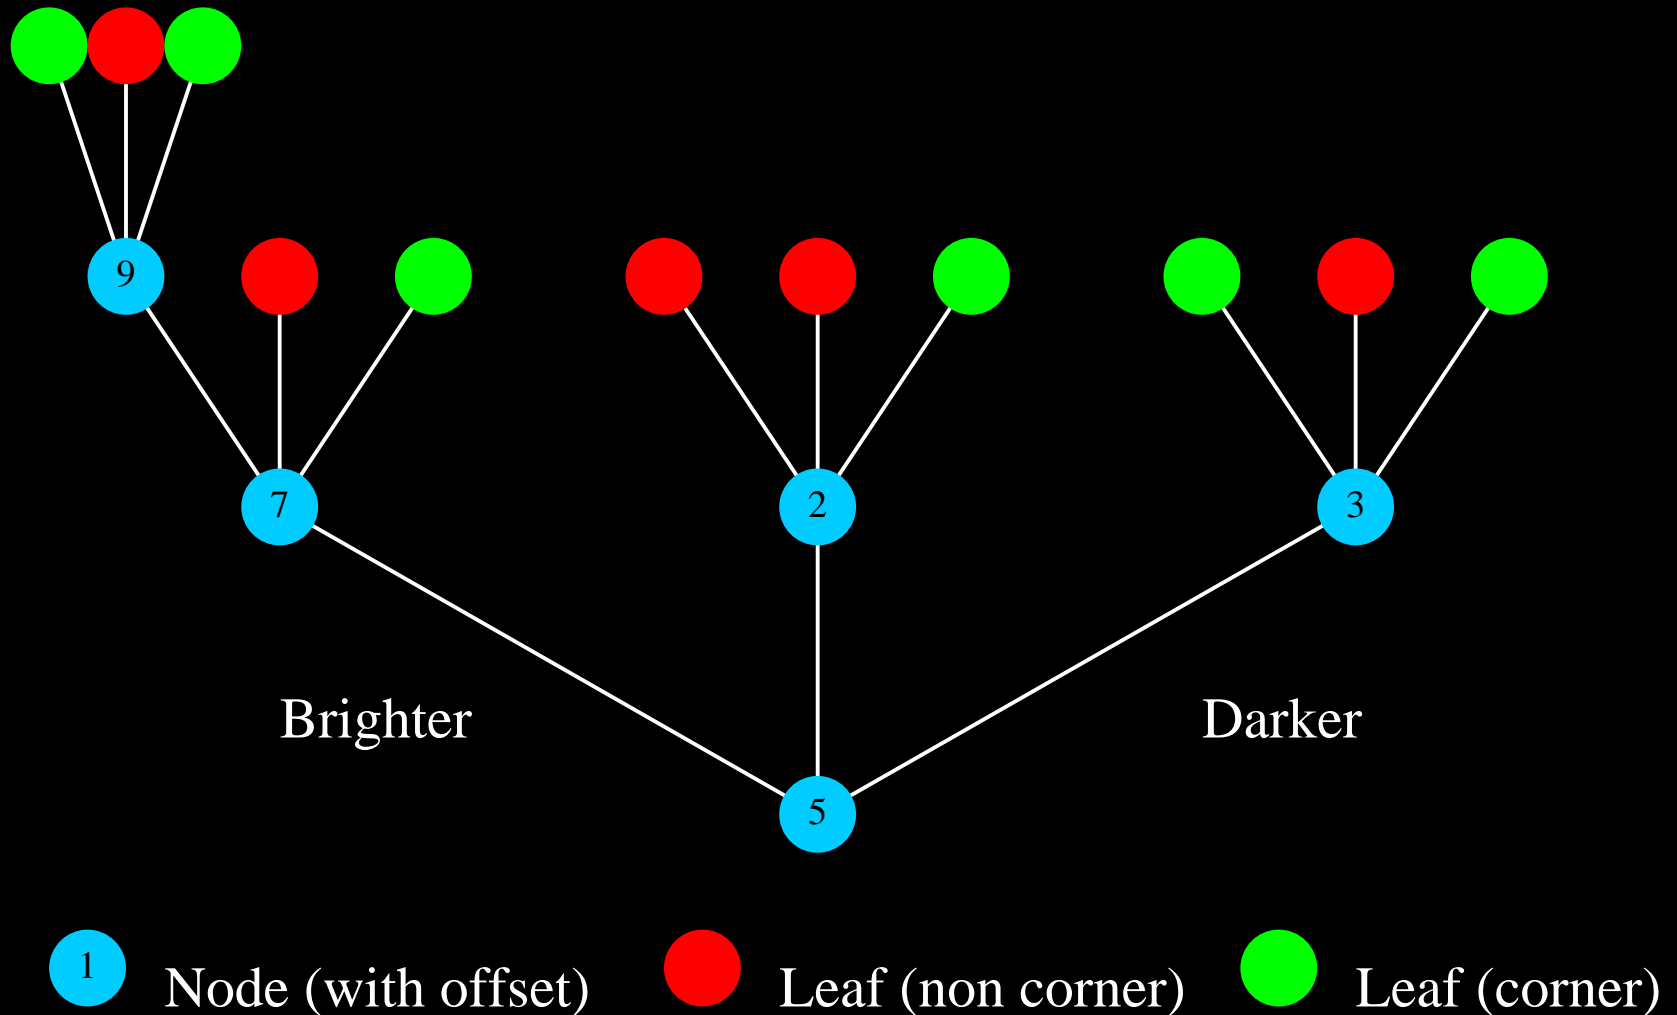 9
7
2
3
Brighter
Darker
5
1
Node (with offset)
Leaf (non corner)
Leaf (corner)